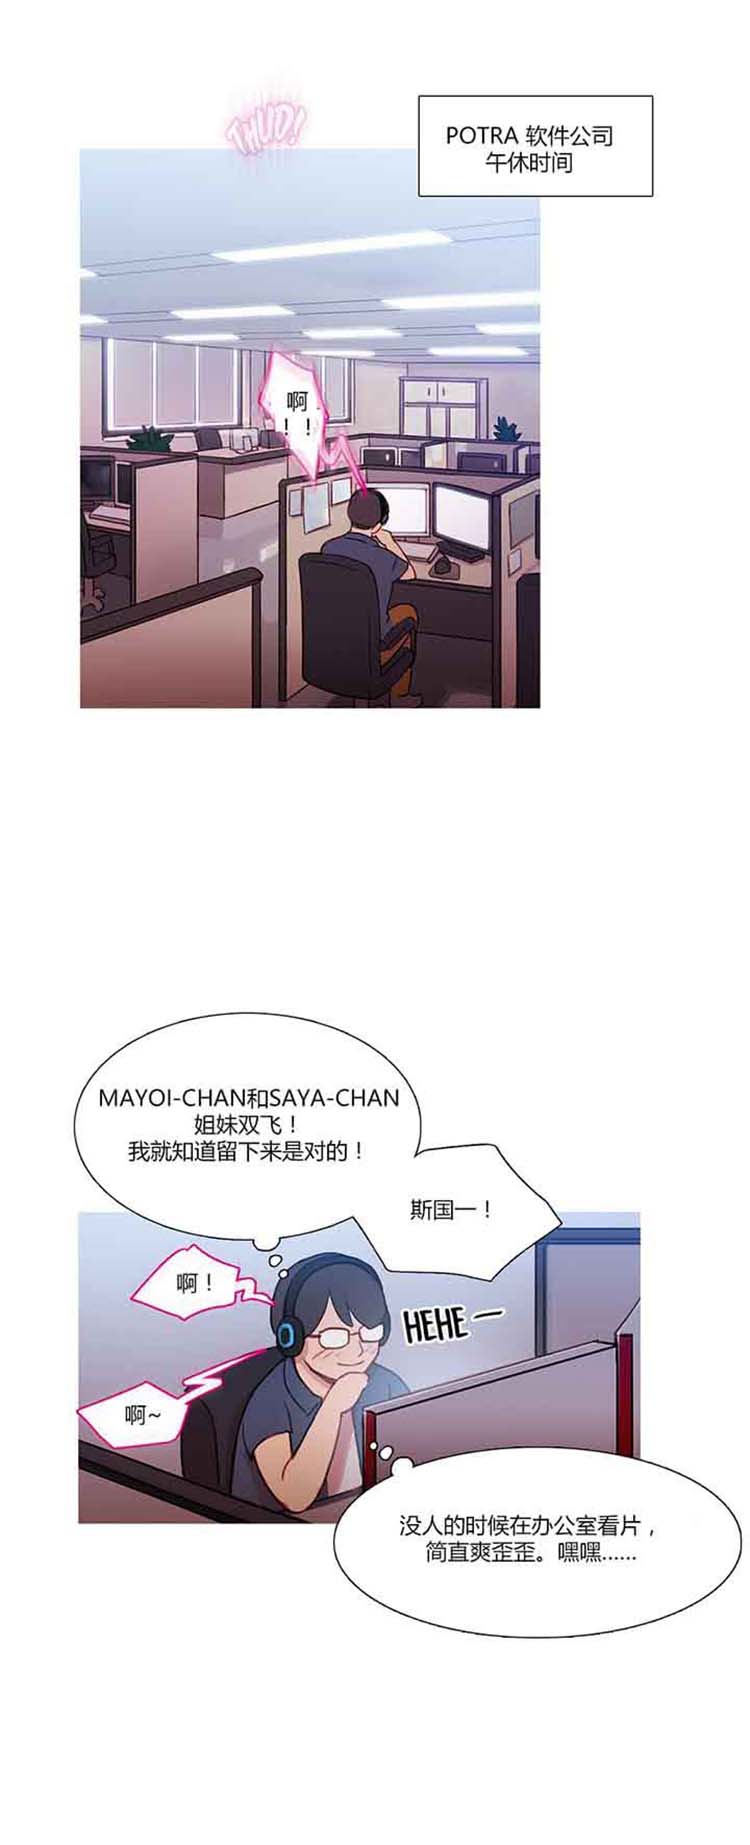 THUD!
POTRA 软件公司
午休时间
啊
！！
MAYOI-CHAN和SAYA-CHAN
姐妹双飞！
我就知道留下来是对的！
斯国一！
啊！
HEHE一
啊~
没人的时候在办公室看片，
简直爽歪歪。嘿嘿……